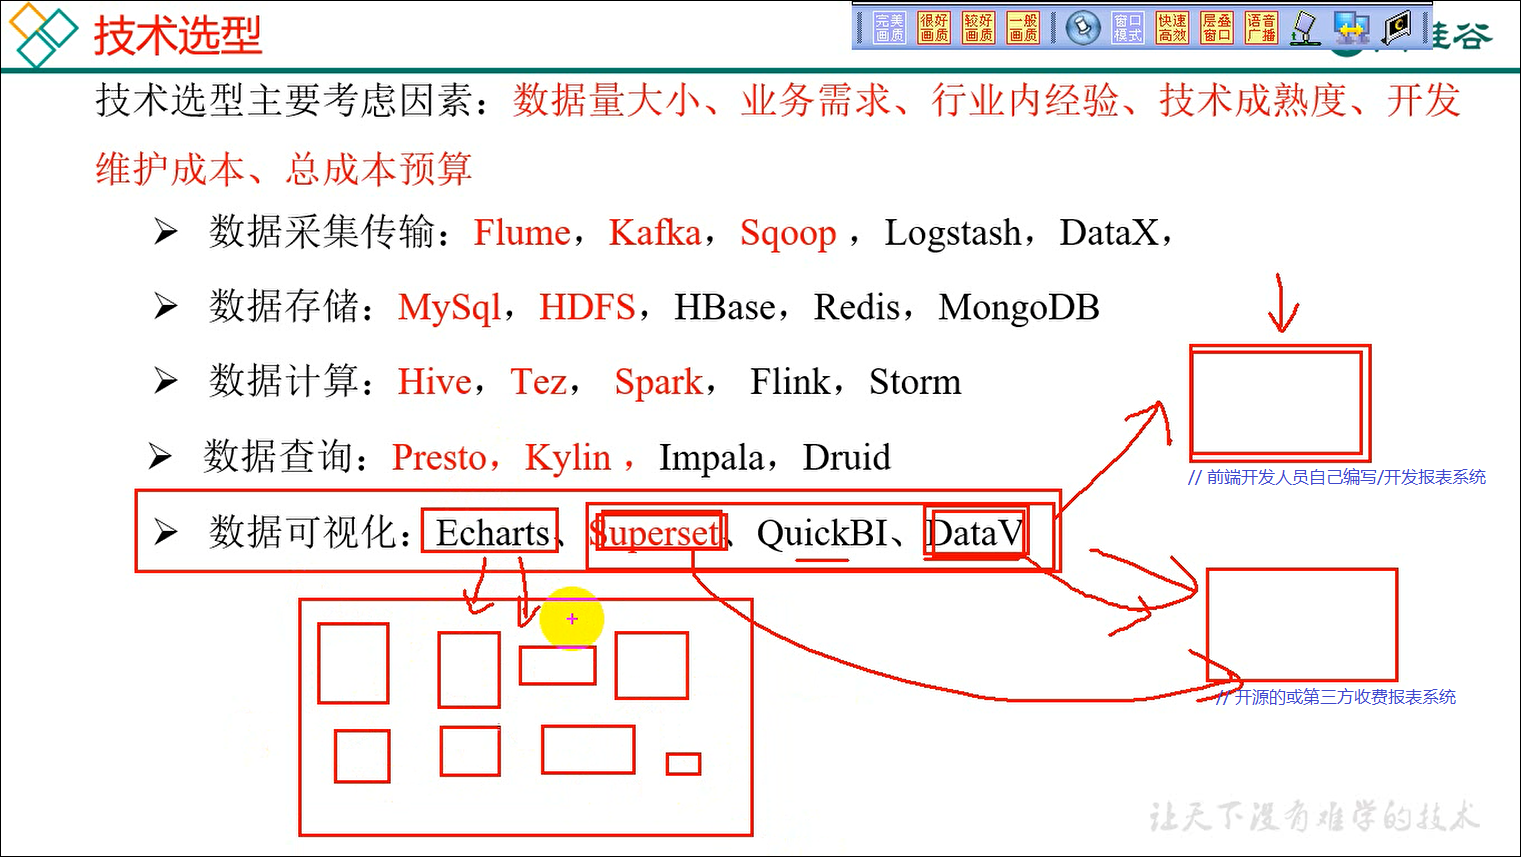 技术选型
完美画质 很好画质 较好画质 一般画质 窗口模式 快速高效 层叠窗口 语音广播
硅谷
技术选型主要考虑因素：数据量大小、业务需求、行业内经验、技术成熟度、开发
维护成本、总成本预算
➢ 数据采集传输：Flume，Kafka，Sqoop ，Logstash，DataX，
➢ 数据存储：MySql，HDFS，HBase，Redis，MongoDB
➢ 数据计算：Hive，Tez， Spark， Flink，Storm
➢ 数据查询：Presto，Kylin ，Impala，Druid
// 前端开发人员自己编写/开发报表系统
➢ 数据可视化：Echarts、Superset、QuickBI、DataV
// 开源的或第三方收费报表系统
让天下没有难学的技术